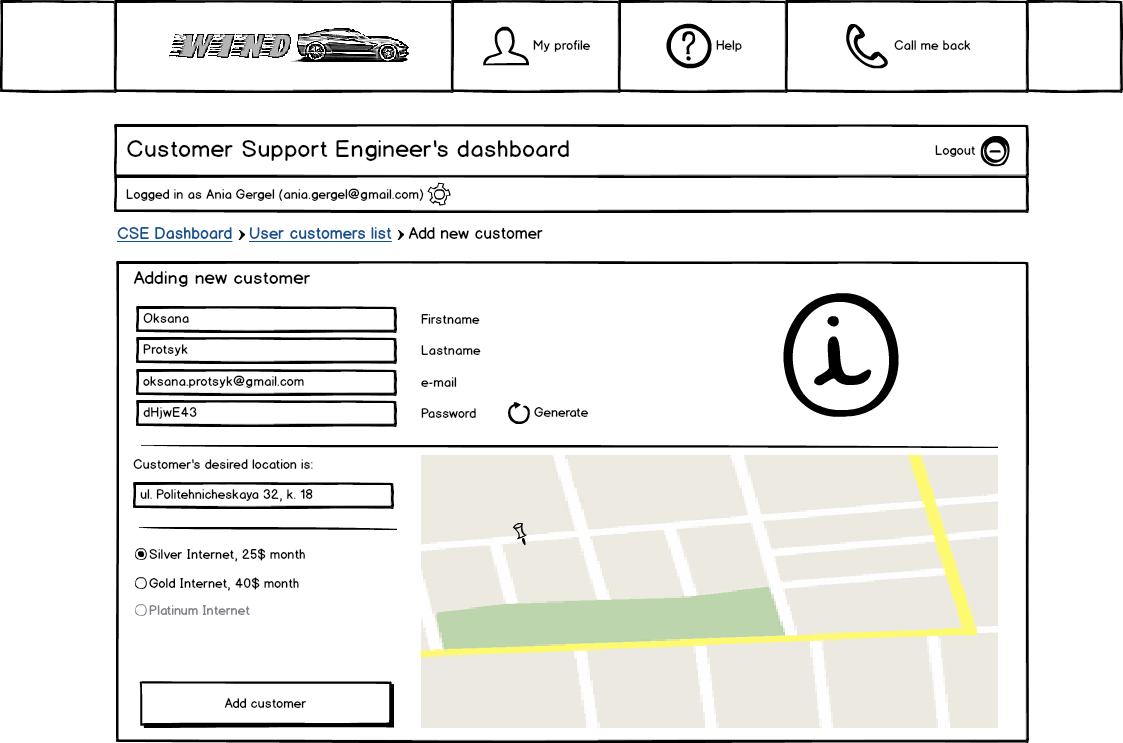 WIND
My profile
Help
Call me back
Customer Support Engineer's dashboard
Logout
Logged in as Ania Gergel (ania.gergel@gmail.com)
CSE Dashboard > User customers list > Add new customer
Adding new customer
Oksana Firstname
Protsyk Lastname
oksana.protsyk@gmail.com e-mail
dHjwE43 Password Generate
Customer's desired location is:
ul. Politehnicheskaya 32, k. 18
Silver Internet, 25$ month
Gold Internet, 40$ month
Platinum Internet
Add customer